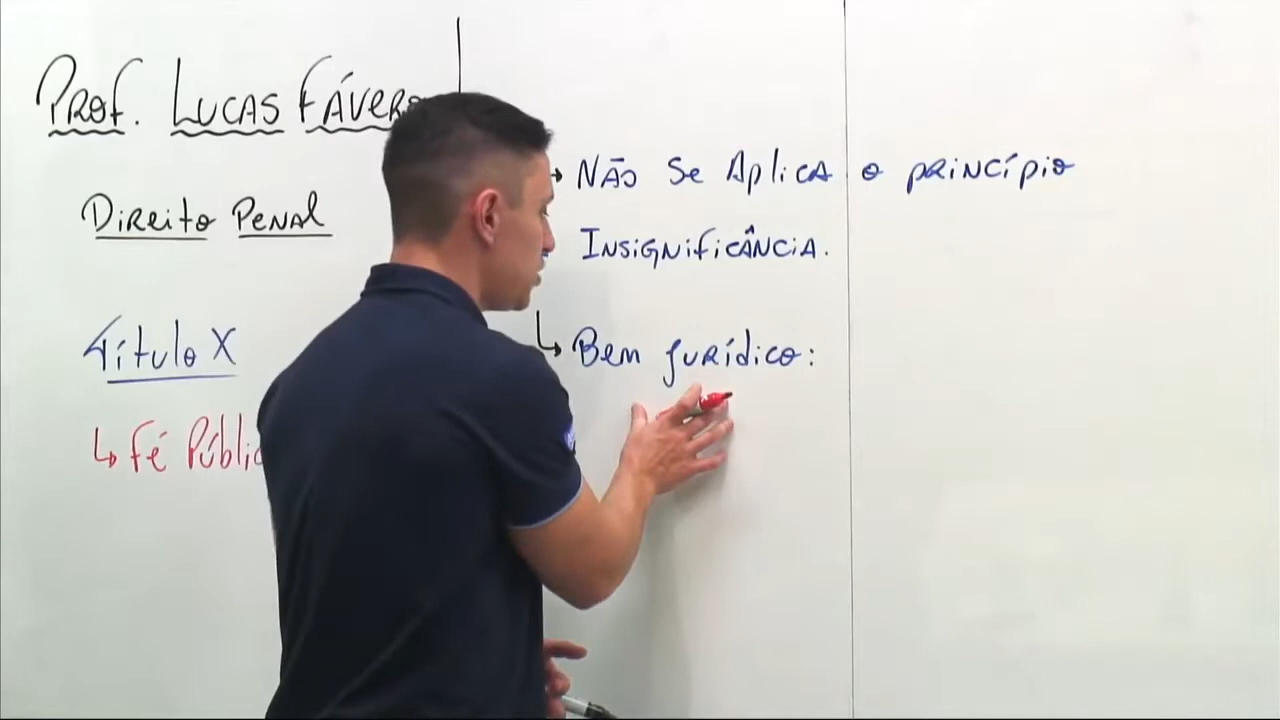 Prof. Lucas Fávero
Direito Penal
Título X
↳ Fé Públic
→ Não se aplica o princípio
Insignificância.
↳ Bem jurídico: